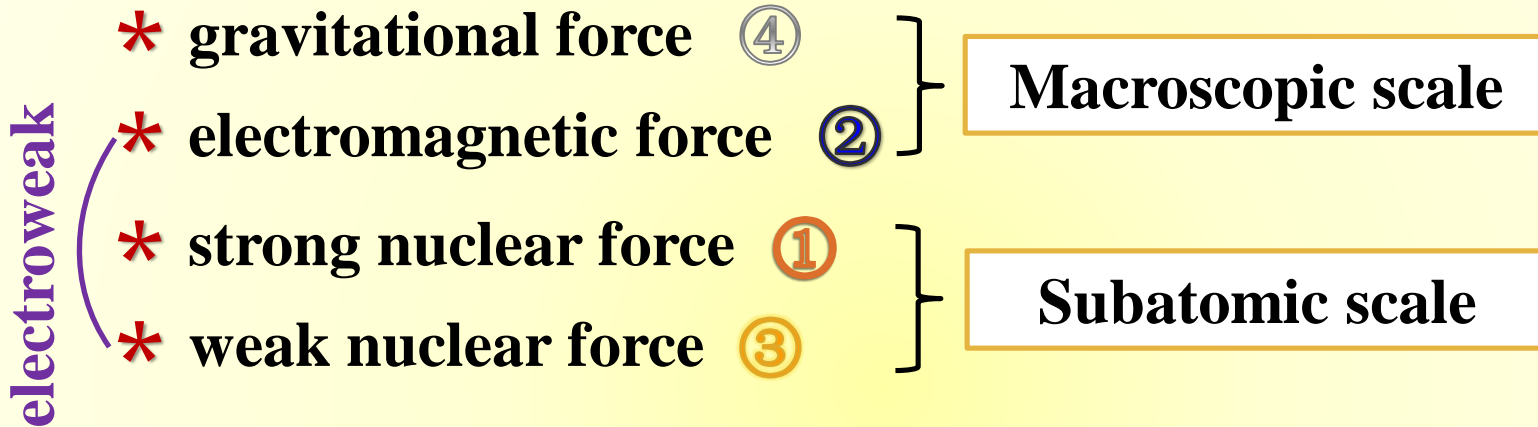 * gravitational force ④
* electromagnetic force ②
Macroscopic scale
* strong nuclear force ①
* weak nuclear force ③
Subatomic scale
electroweak